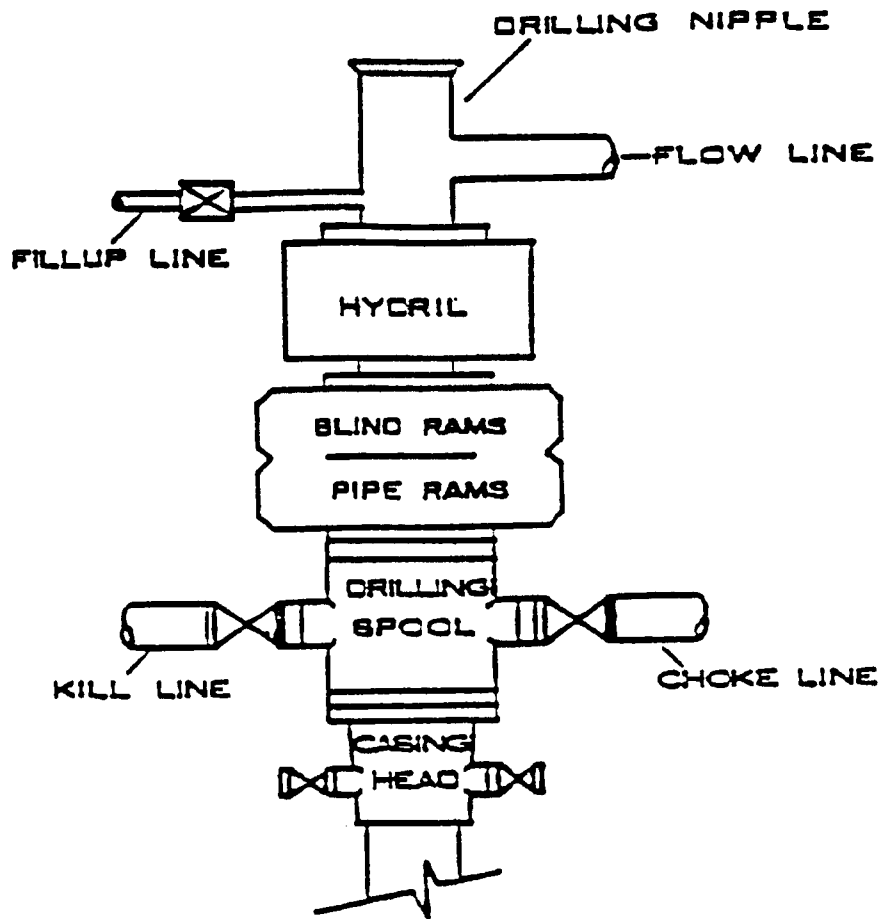 DRILLING NIPPLE
FLOW LINE
FILLUP LINE
HYDRIL
BLIND RAMS
PIPE RAMS
DRILLING
SPOOL
KILL LINE
CHOKE LINE
CASING
HEAD